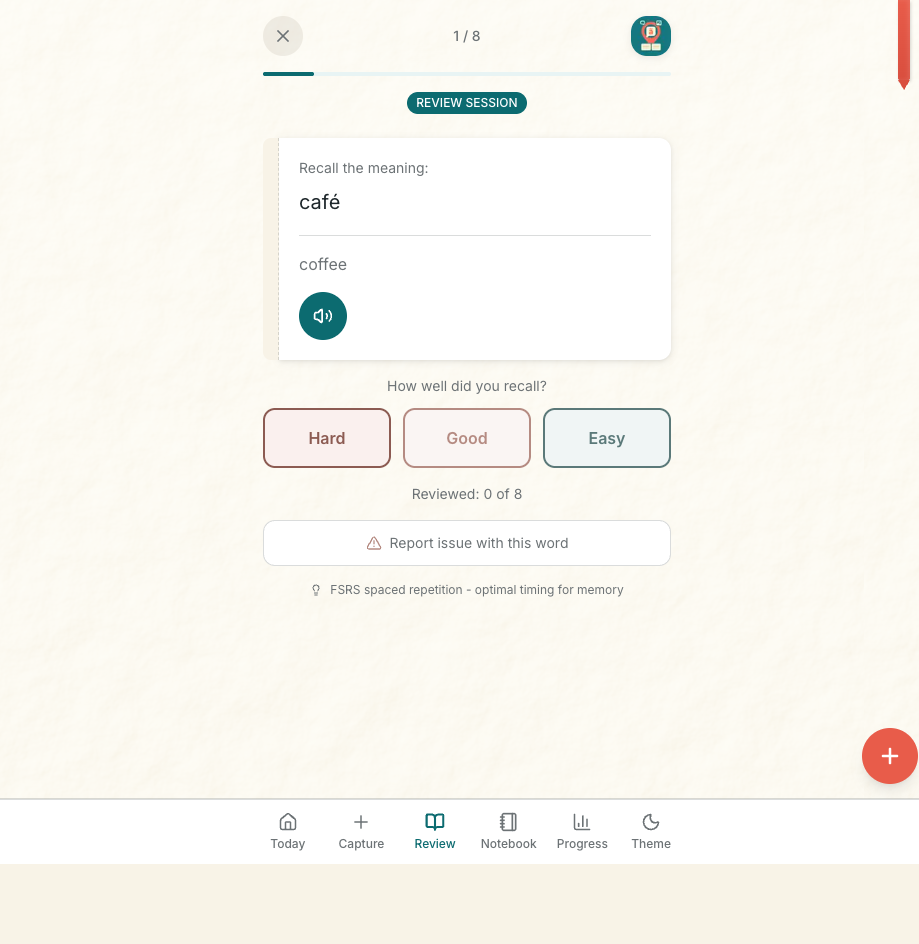 1 / 8
REVIEW SESSION
Recall the meaning:
café
coffee
How well did you recall?
Hard Good Easy
Reviewed: 0 of 8
Report issue with this word
FSRS spaced repetition - optimal timing for memory
Today Capture Review Notebook Progress Theme